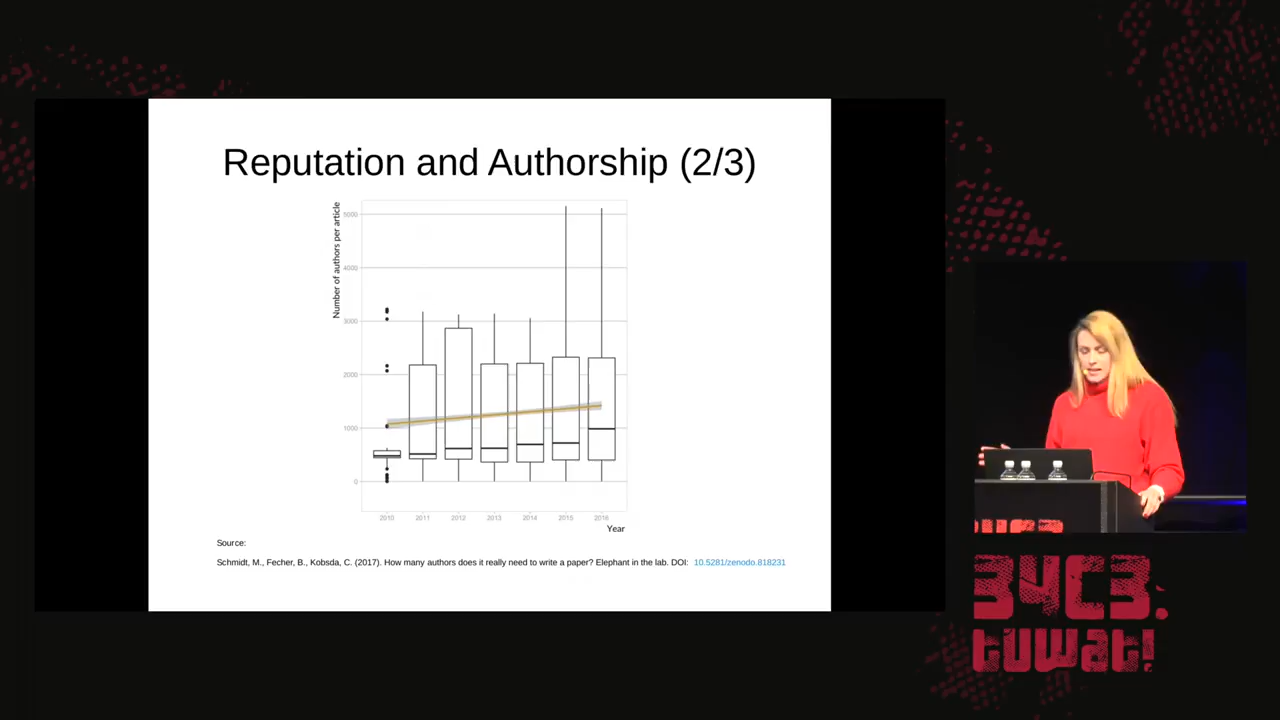 Reputation and Authorship (2/3)
Number of authors per article
5000
4000
3000
2000
1000
0
2010 2011 2012 2013 2014 2015 2016
Year
Source:
Schmidt, M., Fecher, B., Kobsda, C. (2017). How many authors does it really need to write a paper? Elephant in the lab. DOI: 10.5281/zenodo.818231
34C3.
tuwat!